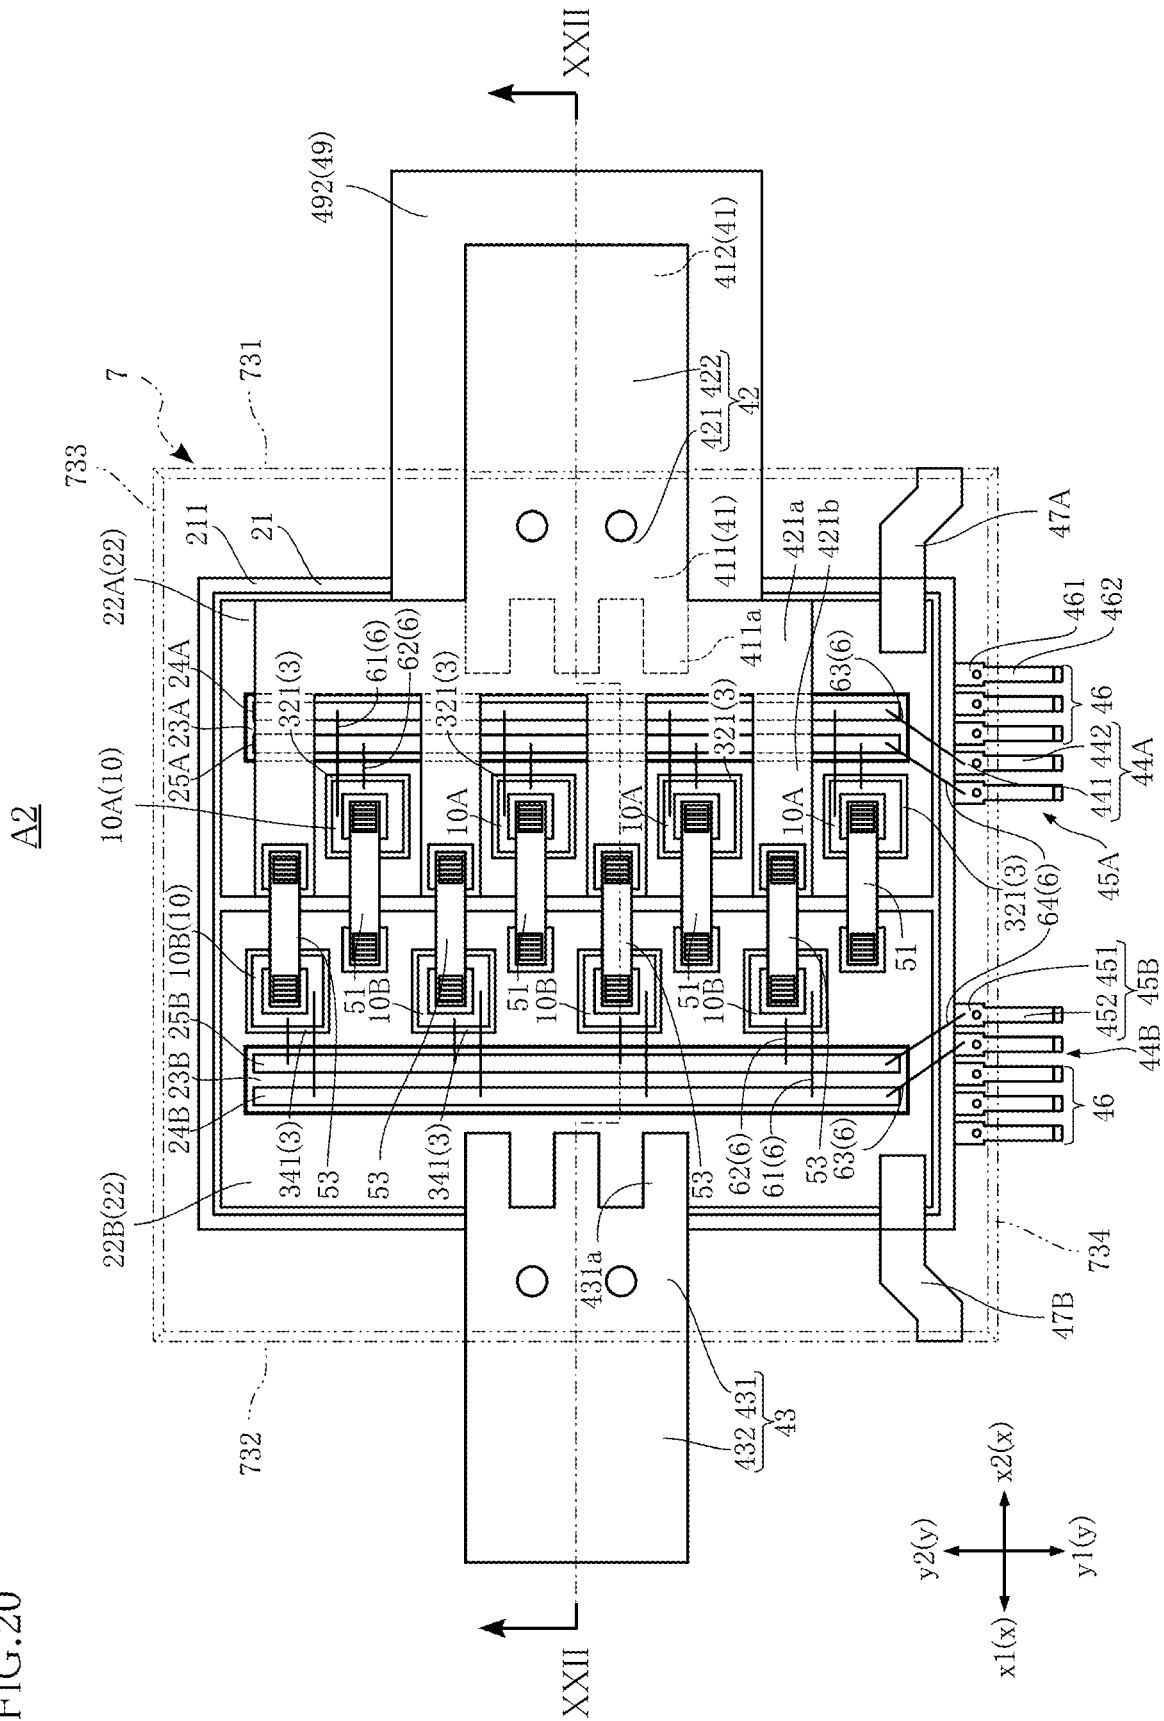 FIG.20
A2
22B(22)
24B 23B 25B 10B(10)
10A(10)
25A 23A 24A
22A(22)
211
733
7
732
21
731
341(3)
53
53
341(3)
51
10B
321(3)
61(6)
62(6)
321(3)
492(49)
XXII
XXII
51
10B
10A
431a
53
51
10B
10A
10A
321(3)
411a
411(41)
412(41)
432 431
43
421 422
42
62(6)
61(6)
53
63(6)
51
63(6)
421a
421b
y2(y)
x1(x)
x2(x)
y1(y)
47B
734
46
452 451
44B
45B
321(3)
64(6)
45A
441 442
44A
46
461
462
47A